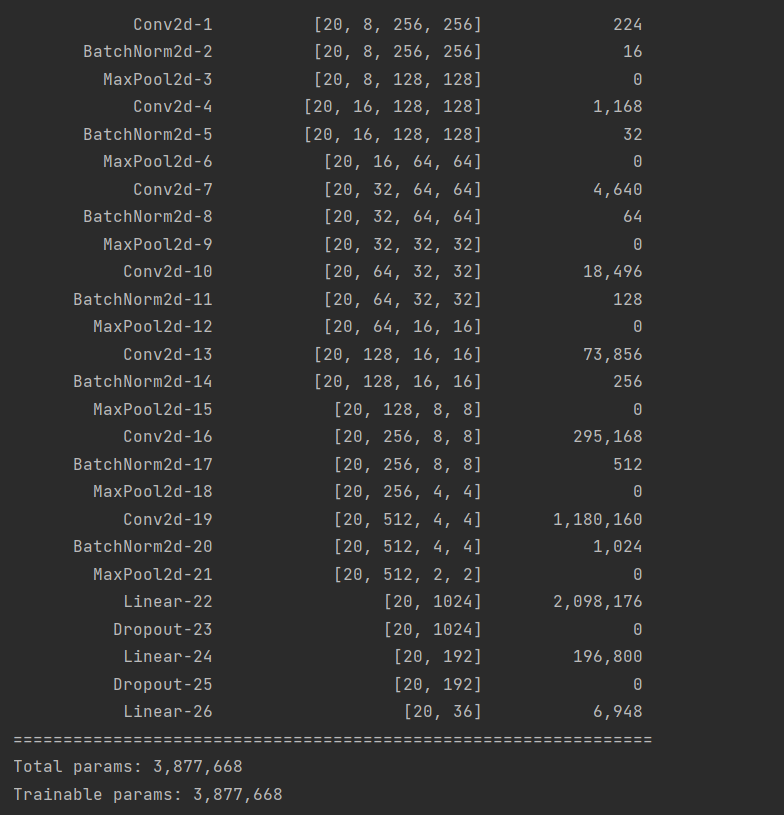 Conv2d-1 [20, 8, 256, 256] 224
BatchNorm2d-2 [20, 8, 256, 256] 16
MaxPool2d-3 [20, 8, 128, 128] 0
Conv2d-4 [20, 16, 128, 128] 1,168
BatchNorm2d-5 [20, 16, 128, 128] 32
MaxPool2d-6 [20, 16, 64, 64] 0
Conv2d-7 [20, 32, 64, 64] 4,640
BatchNorm2d-8 [20, 32, 64, 64] 64
MaxPool2d-9 [20, 32, 32, 32] 0
Conv2d-10 [20, 64, 32, 32] 18,496
BatchNorm2d-11 [20, 64, 32, 32] 128
MaxPool2d-12 [20, 64, 16, 16] 0
Conv2d-13 [20, 128, 16, 16] 73,856
BatchNorm2d-14 [20, 128, 16, 16] 256
MaxPool2d-15 [20, 128, 8, 8] 0
Conv2d-16 [20, 256, 8, 8] 295,168
BatchNorm2d-17 [20, 256, 8, 8] 512
MaxPool2d-18 [20, 256, 4, 4] 0
Conv2d-19 [20, 512, 4, 4] 1,180,160
BatchNorm2d-20 [20, 512, 4, 4] 1,024
MaxPool2d-21 [20, 512, 2, 2] 0
Linear-22 [20, 1024] 2,098,176
Dropout-23 [20, 1024] 0
Linear-24 [20, 192] 196,800
Dropout-25 [20, 192] 0
Linear-26 [20, 36] 6,948
================================================================
Total params: 3,877,668
Trainable params: 3,877,668